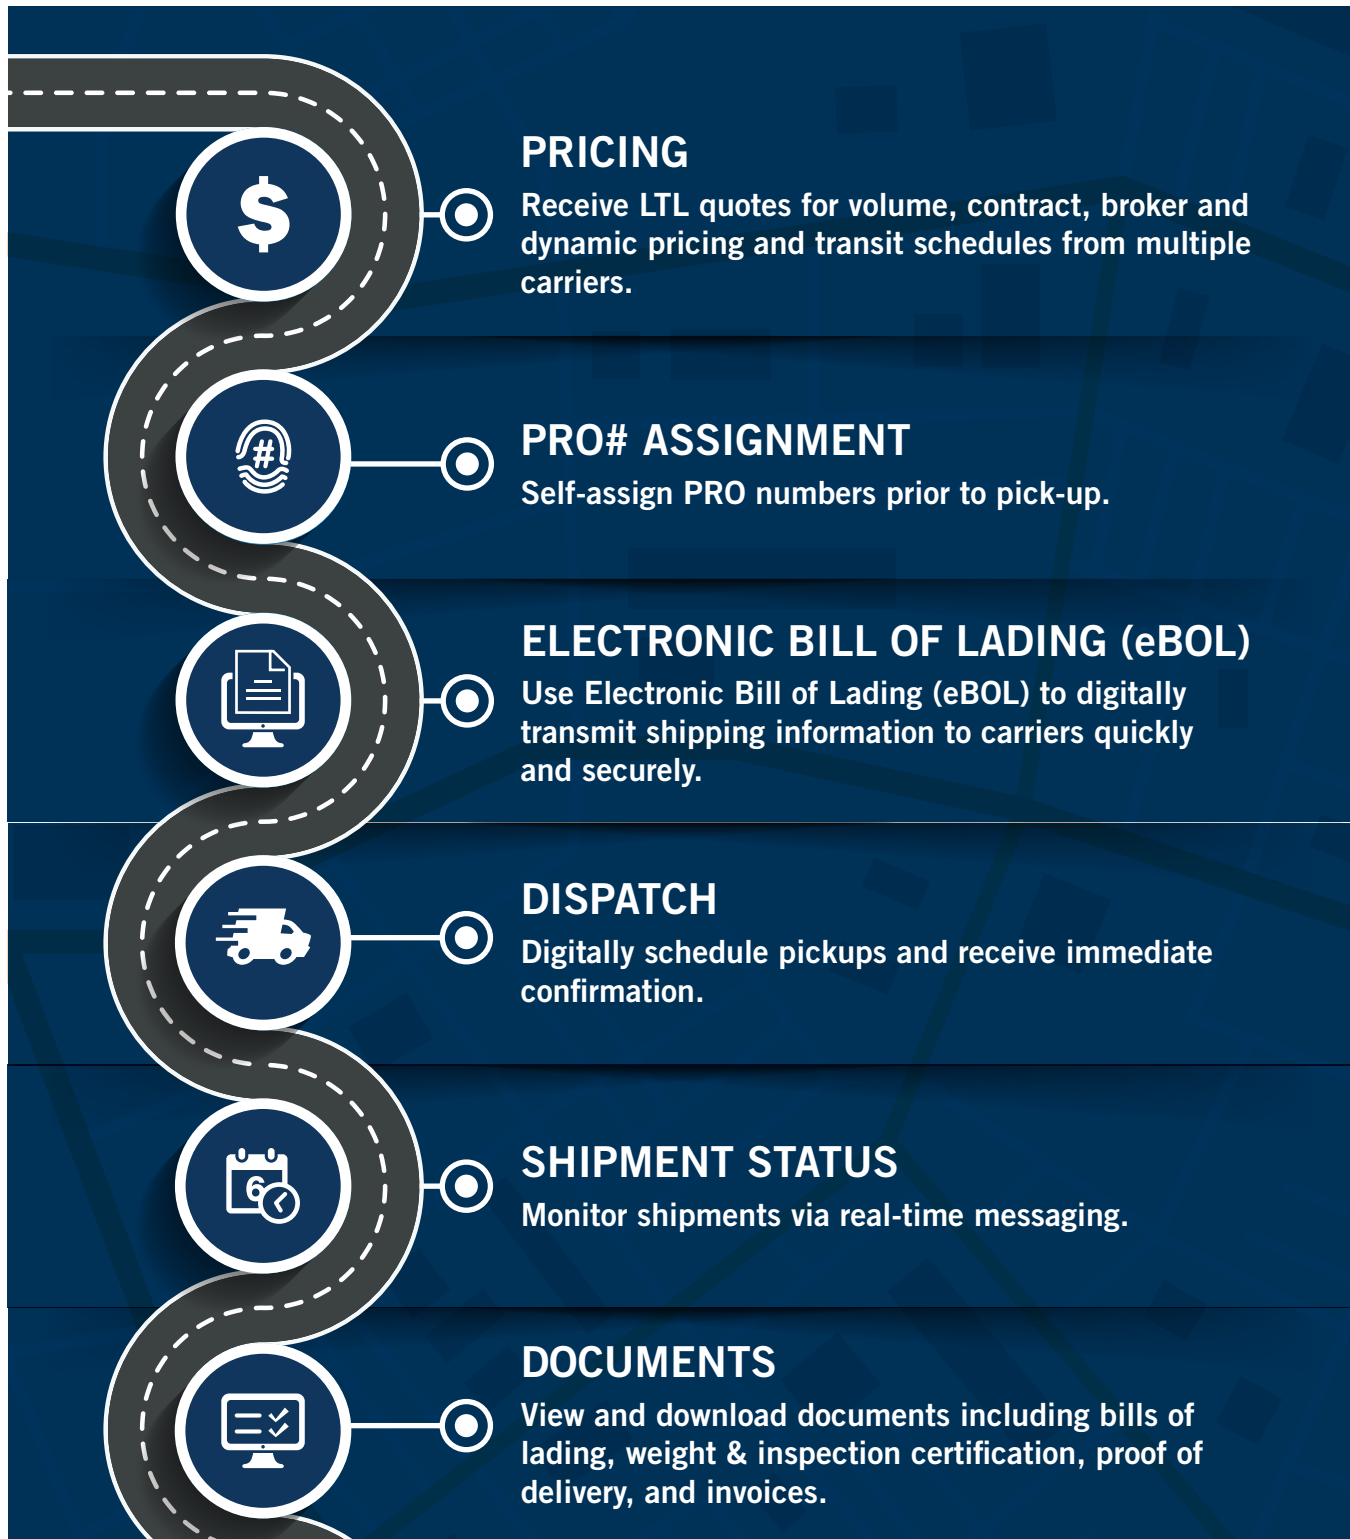 $
PRICING
Receive LTL quotes for volume, contract, broker and
dynamic pricing and transit schedules from multiple
carriers.
#
PRO# ASSIGNMENT
Self-assign PRO numbers prior to pick-up.
ELECTRONIC BILL OF LADING (eBOL)
Use Electronic Bill of Lading (eBOL) to digitally
transmit shipping information to carriers quickly
and securely.
DISPATCH
Digitally schedule pickups and receive immediate
confirmation.
6
SHIPMENT STATUS
Monitor shipments via real-time messaging.
DOCUMENTS
View and download documents including bills of
lading, weight & inspection certification, proof of
delivery, and invoices.